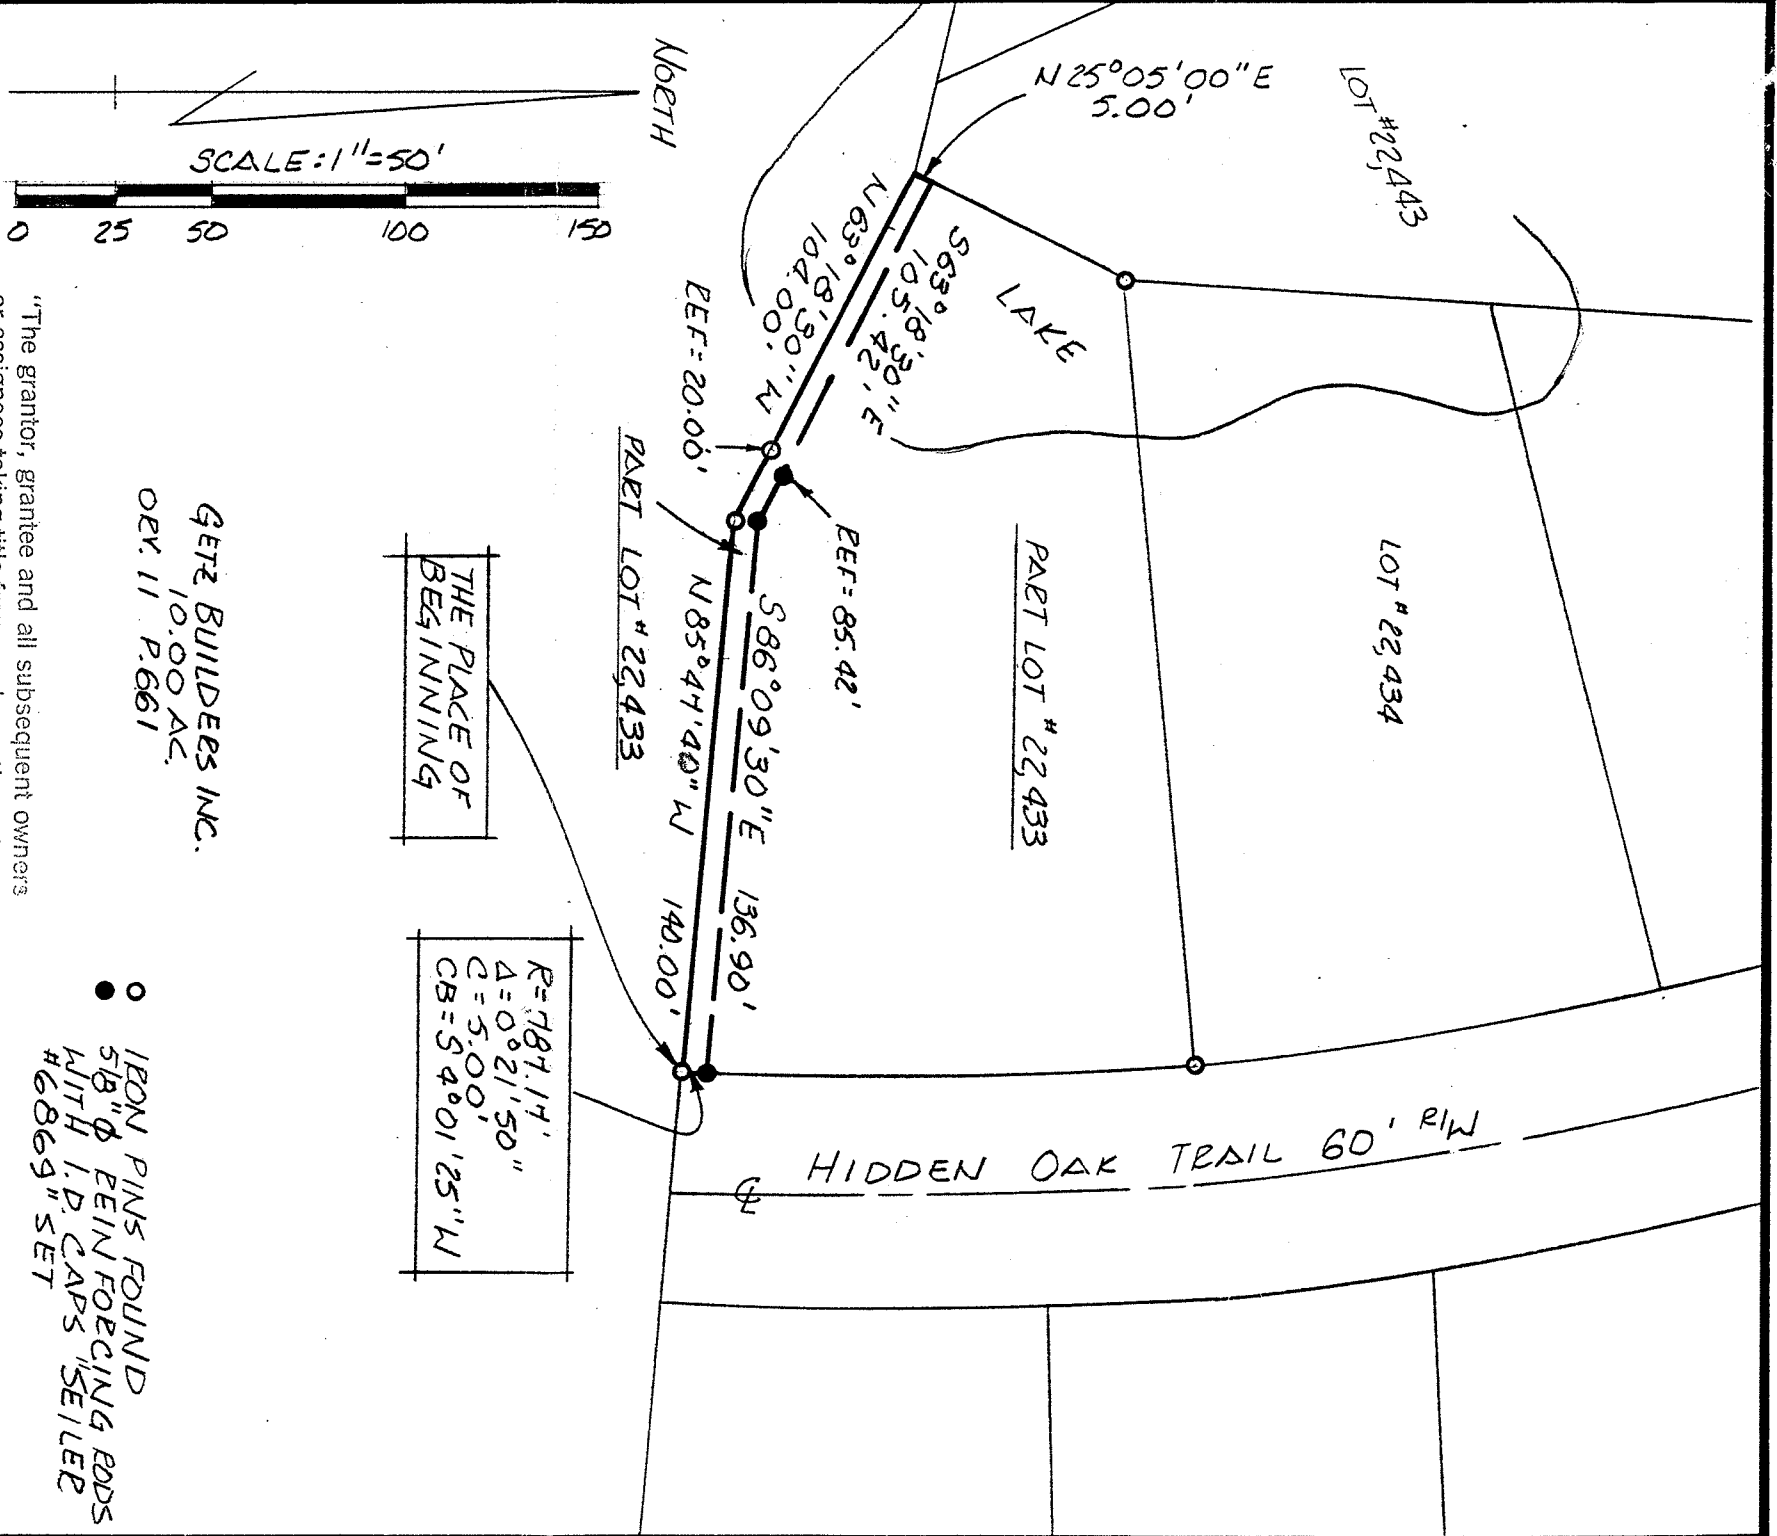 NORTH
SCALE: 1"=50'
0 25 50 100 150
N 25°05'00" E
5.00'
LOT #22,443
N 63°18'30" W
104.00'
S 63°18'30" E
105.42'
LAKE
REF=20.00'
REF=85.42'
PART LOT #22,433
PART LOT #22,433
LOT #22,434
N 85°47'40" W 140.00'
S 86°09'30" E 136.90'
THE PLACE OF
BEGINNING
GETZ BUILDERS INC.
10.00 AC.
ORV. 11 P.661
R=787.17'
Δ=0°21'50"
C=5.00'
CB=S 4°01'25" W
HIDDEN OAK TRAIL 60' R/W
℄
"The grantor, grantee and all subsequent owners
IRON PINS FOUND
5/8"Ø REINFORCING RODS
WITH I.D. CAPS "SEILER
#6869" SET